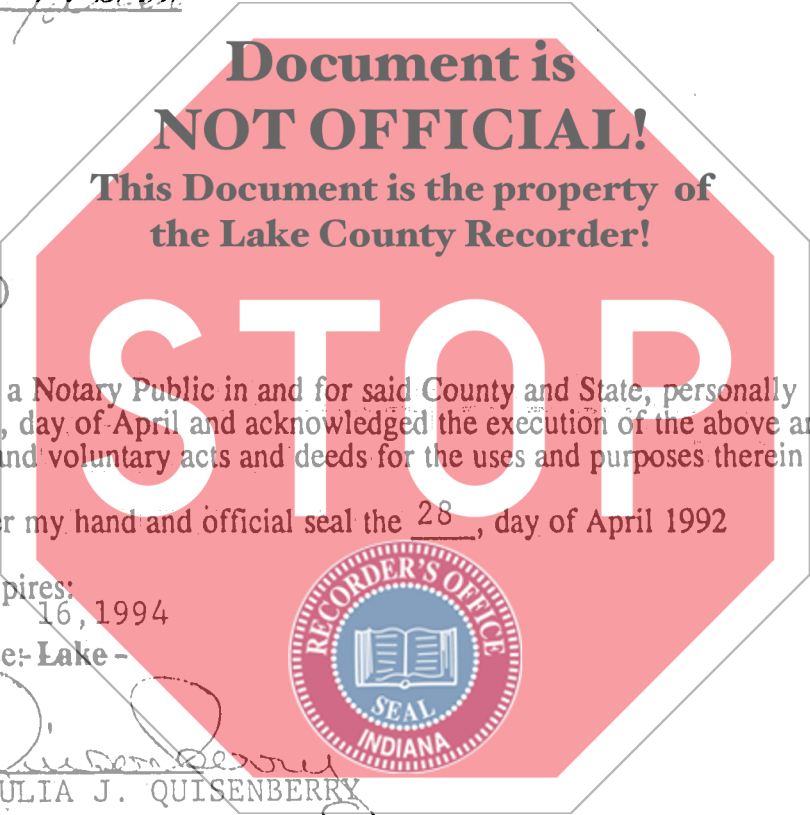 Document is
NOT OFFICIAL!
This Document is the property of
the Lake County Recorder!
)
STOP
a Notary Public in and for said County and State, personally
, day of April and acknowledged the execution of the above an
and voluntary acts and deeds for the uses and purposes therein
er my hand and official seal the 28, day of April 1992
pires:
16,1994
e:-Lake-
RECORDER'S OFFICE
SEAL
INDIANA
ULIA J. QUISENBERRY